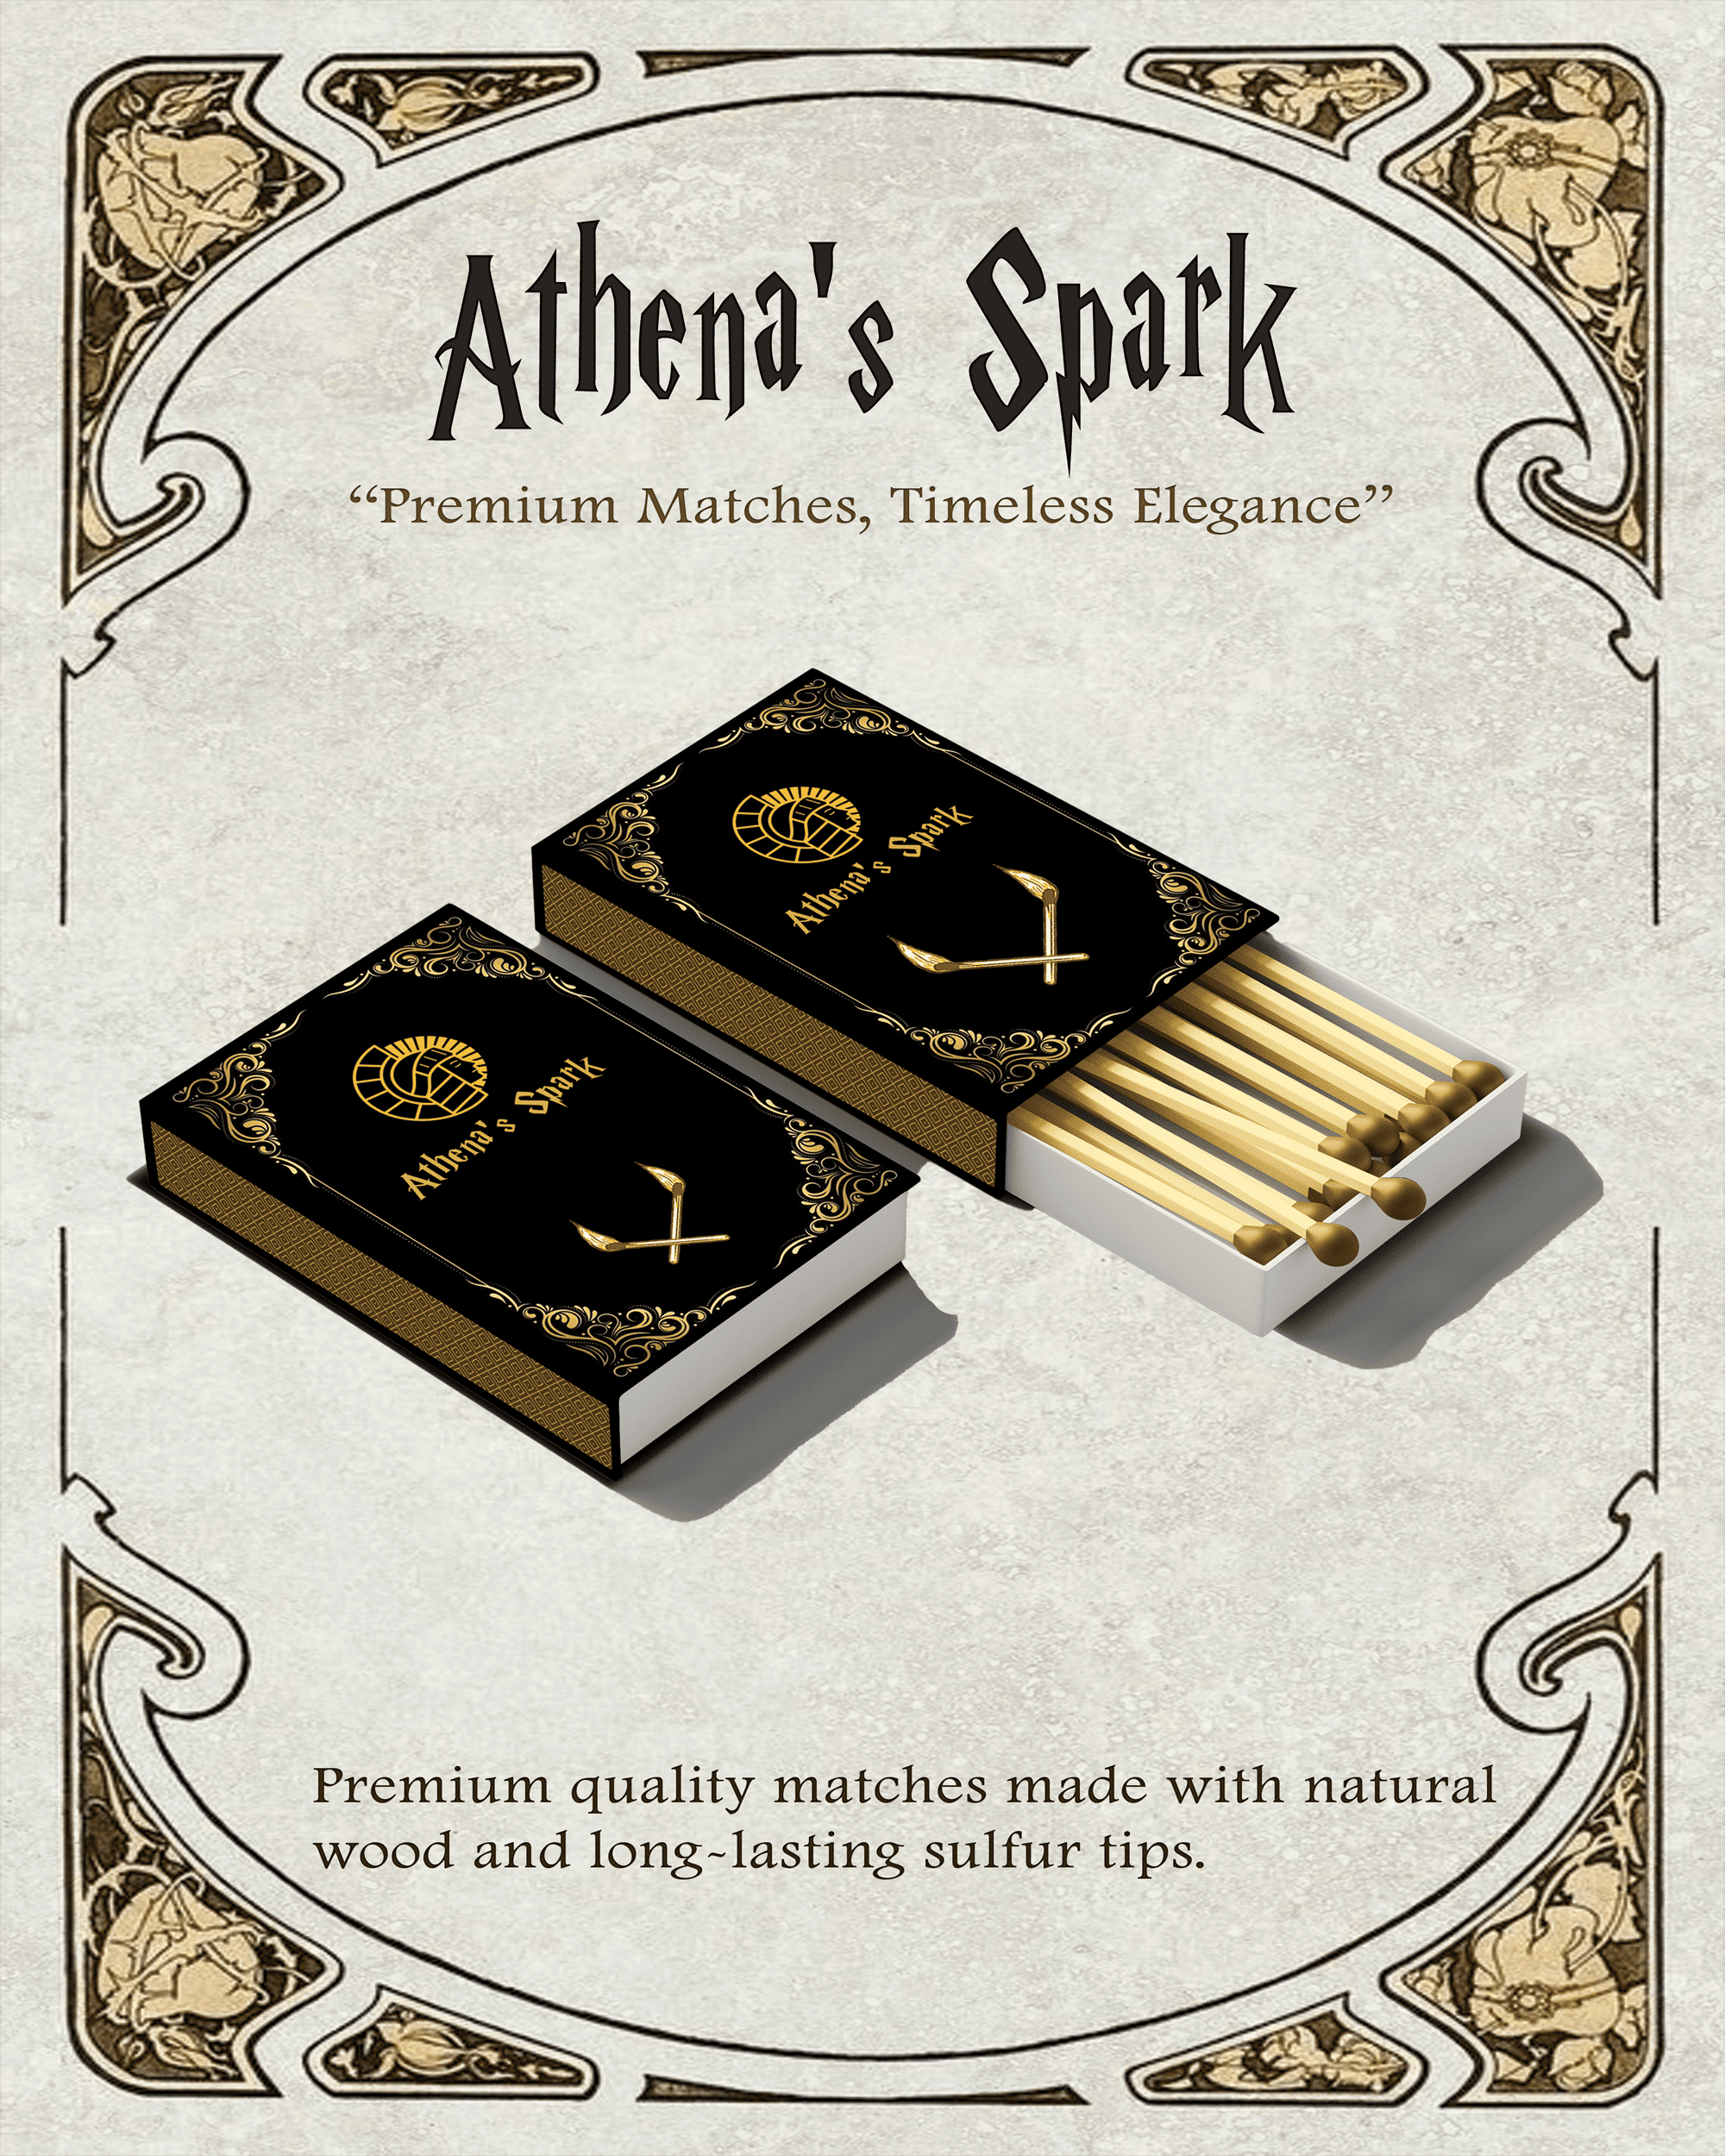 Athena's Spark
“Premium Matches, Timeless Elegance”
Athena's Spark
Athena's Spark
Premium quality matches made with natural
wood and long-lasting sulfur tips.